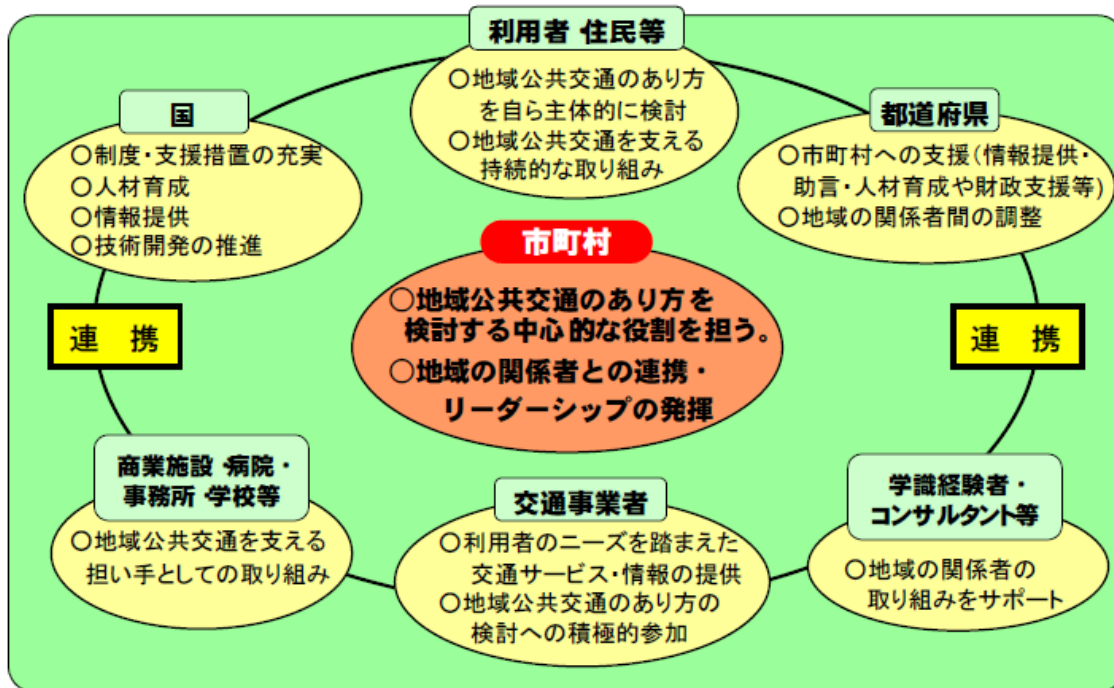 利用者・住民等
○地域公共交通のあり方
を自ら主体的に検討
○地域公共交通を支える
持続的な取り組み
国
○制度・支援措置の充実
○人材育成
○情報提供
○技術開発の推進
都道府県
○市町村への支援(情報提供・
助言・人材育成や財政支援等)
○地域の関係者間の調整
市町村
○地域公共交通のあり方を
検討する中心的な役割を担う。
○地域の関係者との連携・
リーダーシップの発揮
連 携
連 携
商業施設・病院・
事務所・学校等
○地域公共交通を支える
担い手としての取り組み
交通事業者
○利用者のニーズを踏まえた
交通サービス・情報の提供
○地域公共交通のあり方の
検討への積極的参加
学識経験者・
コンサルタント等
○地域の関係者の
取り組みをサポート